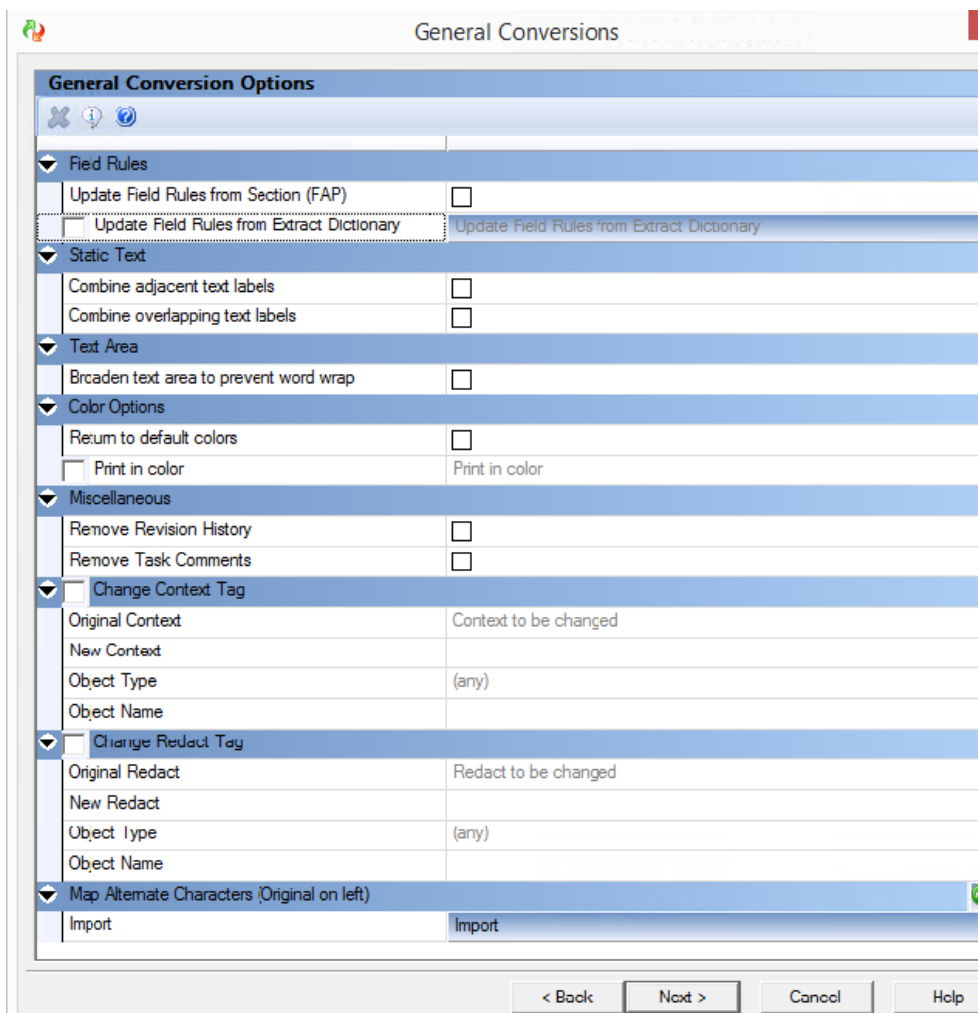 General Conversions
General Conversion Options
Field Rules
Update Field Rules from Section (FAP)
Update Field Rules from Extract Dictionary Update Field Rules from Extract Dictionary
Static Text
Combine adjacent text labels
Combine overlapping text labels
Text Area
Broaden text area to prevent word wrap
Color Options
Return to default colors
Print in color Print in color
Miscellaneous
Remove Revision History
Remove Task Comments
Change Context Tag
Original Context Context to be changed
New Context
Object Type (any)
Object Name
Change Redact Tag
Original Redact Redact to be changed
New Redact
Object Type (any)
Object Name
Map Alternate Characters (Original on left)
Import Import
< Back Next > Cancel Help